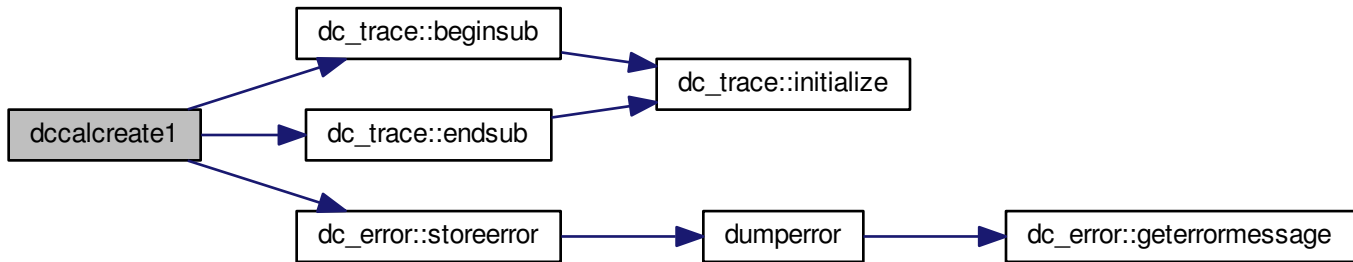 dc_trace::beginsub
dc_trace::initialize
dccalcreate1
dc_trace::endsub
dc_error::storeerror
dumperror
dc_error::geterrormessage